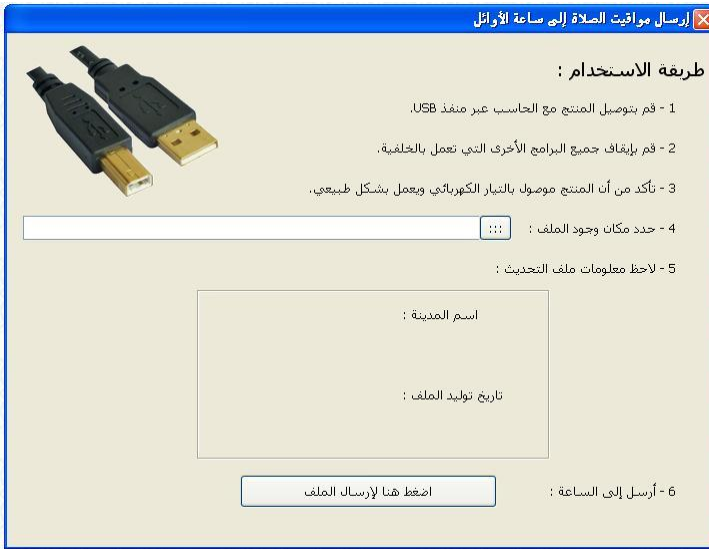 إرسال مواقيت الصلاة إلى ساعة الأوائل
طريقة الاستخدام :
1 - قم بتوصيل المنتج مع الحاسب عبر منفذ USB.
2 - قم بإيقاف جميع البرامج الأخرى التي تعمل بالخلفية.
3 - تأكد من أن المنتج موصول بالتيار الكهربائي ويعمل بشكل طبيعي.
4 - حدد مكان وجود الملف : :::
5 - لاحظ معلومات ملف التحديث :
اسم المدينة :
تاريخ توليد الملف :
6 - أرسل إلى الساعة : اضغط هنا لإرسال الملف